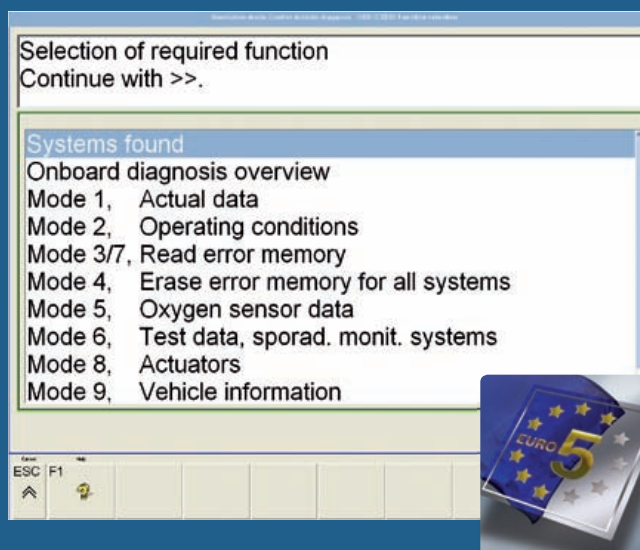 Selection of required function
Continue with >>.
Systems found
Onboard diagnosis overview
Mode 1, Actual data
Mode 2, Operating conditions
Mode 3/7, Read error memory
Mode 4, Erase error memory for all systems
Mode 5, Oxygen sensor data
Mode 6, Test data, sporad. monit. systems
Mode 8, Actuators
Mode 9, Vehicle information
EURO 5
ESC F1